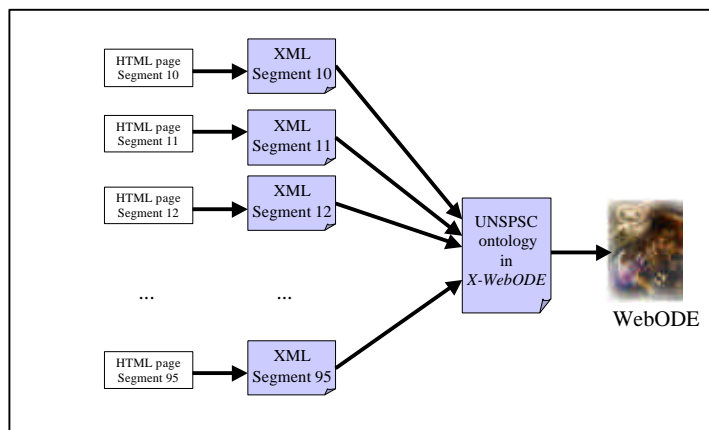 HTML page
Segment 10
XML
Segment 10
HTML page
Segment 11
XML
Segment 11
HTML page
Segment 12
XML
Segment 12
UNSPSC
ontology
in
X-WebODE
WebODE
...
...
HTML page
Segment 95
XML
Segment 95